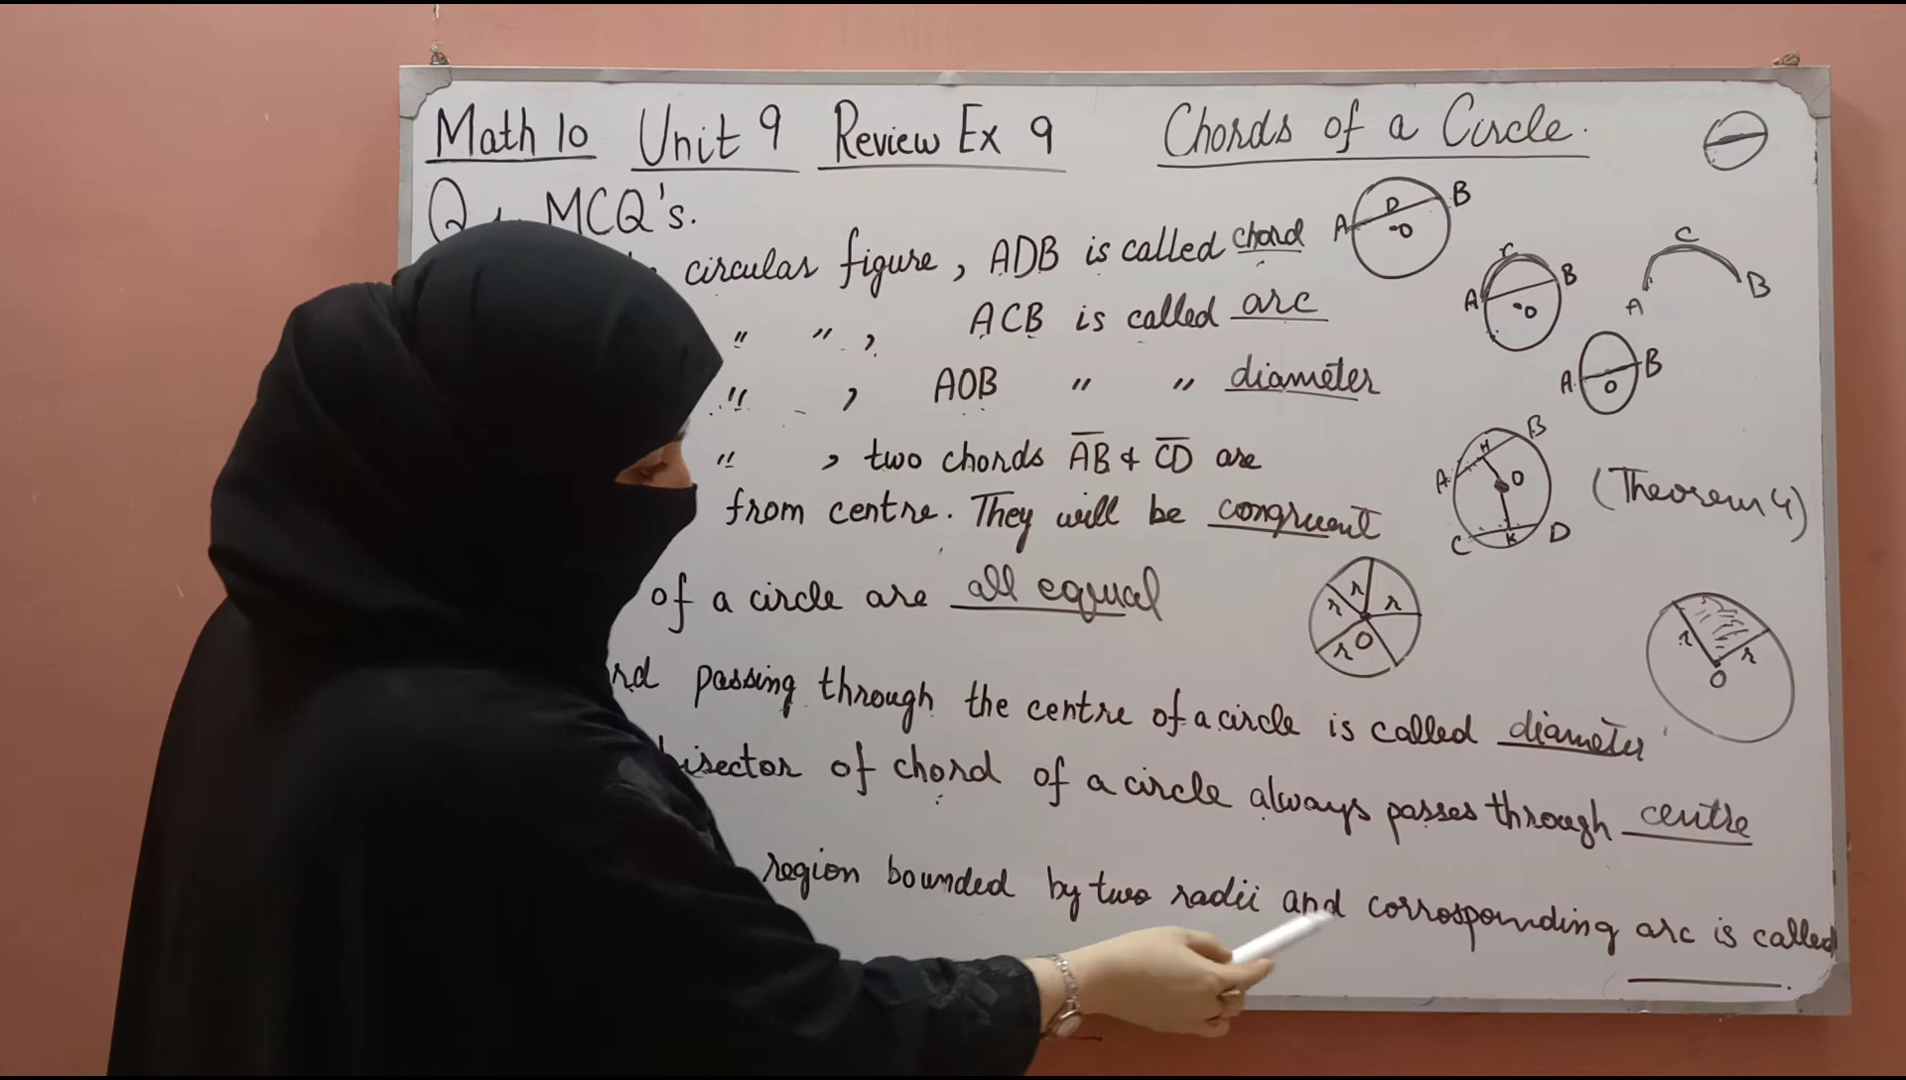 Math 10 Unit 9 Review Ex 9 Chords of a Circle.
Q MCQ's.
circular figure, ADB is called chord
A D B O
" " , ACB is called arc
A C B O
A C B
" , AOB " " diameter
A O B
" , two chords AB & CD are
from centre. They will be congruent
A H B O C K D
(Theorem 4)
of a circle are all equal
r r r r O
r r O
rd passing through the centre of a circle is called diameter
bisector of chord of a circle always passes through centre
region bounded by two radii and corrosponding arc is called